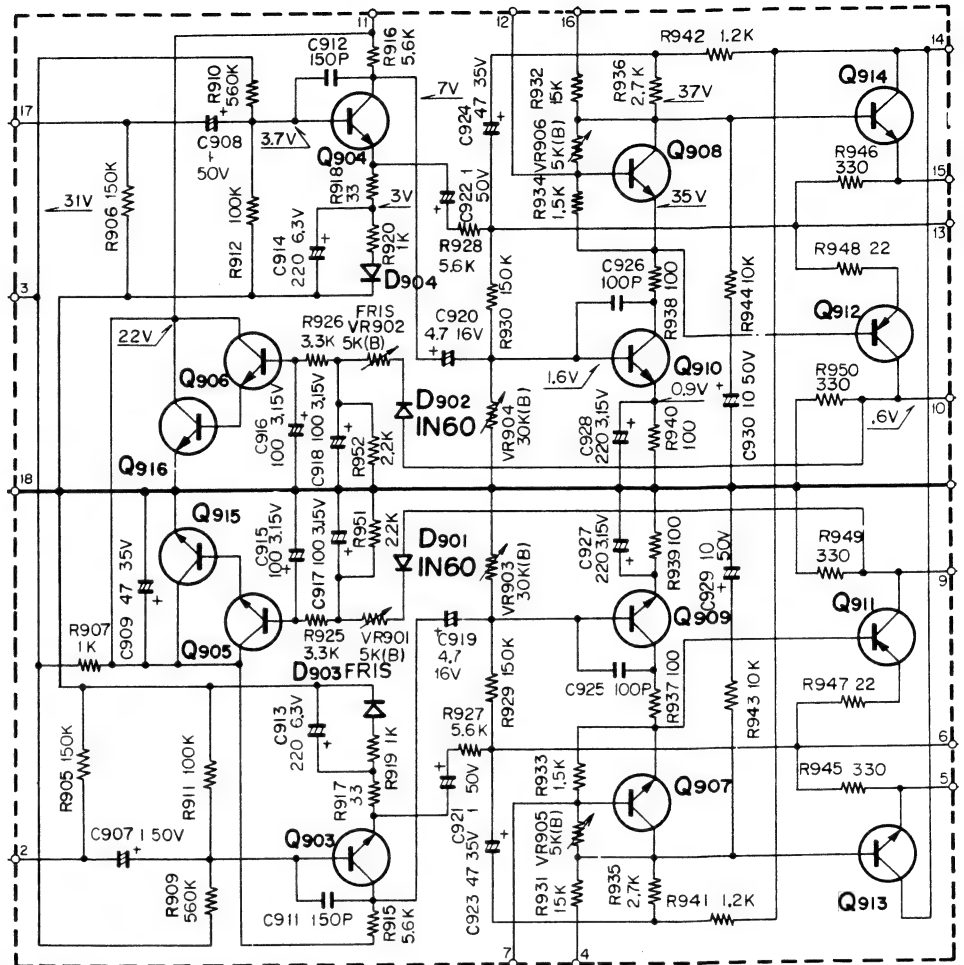 11
12
16
14
17
3
18
2
15
13
10
9
6
5
7
4
R910 560K
C912 150P
R916 5.6K
7V
C908 1 50V
3.7V
Q904
R918 33
3V
31V
R906 150K
R912 100K
C914 220 6.3V
R920 1K
D904
C922 1 50V
R928 5.6K
C924 47 35V
R932 15K
R936 2.7K
R942 1.2K
37V
VR906 5K(B)
R934 1.5K
Q908
35V
Q914
R946 330
R948 22
Q912
R950 330
.6V
C926 100P
R938 100
R944 10K
R930 150K
C920 4.7 16V
1.6V
Q910
0.9V
VR904 30K(B)
C928 220 3.15V
R940 100
C930 10 50V
22V
Q906
Q916
R926 3.3K
FRIS VR902 5K(B)
D902 IN60
C916 100 3.15V
C918 100 3.15V
R952 2.2K
Q915
C909 47 35V
Q905
R907 1K
C915 100 3.15V
C917 100 3.15V
R951 2.2K
D901 IN60
R925 3.3K
VR901 5K(B)
FRIS
D903
VR903 30K(B)
C927 220 3.15V
R939 100
C929 10 50V
C919 4.7 16V
Q909
C925 100P
R937 100
R929 150K
R943 10K
R949 330
Q911
R947 22
R945 330
Q913
R905 150K
R911 100K
C913 220 6.3V
R919 1K
R917 33
R927 5.6K
C921 1 50V
R933 1.5K
Q907
VR905 5K(B)
C907 1 50V
Q903
R909 560K
C911 150P
R915 5.6K
C923 47 35V
R931 15K
R935 2.7K
R941 1.2K